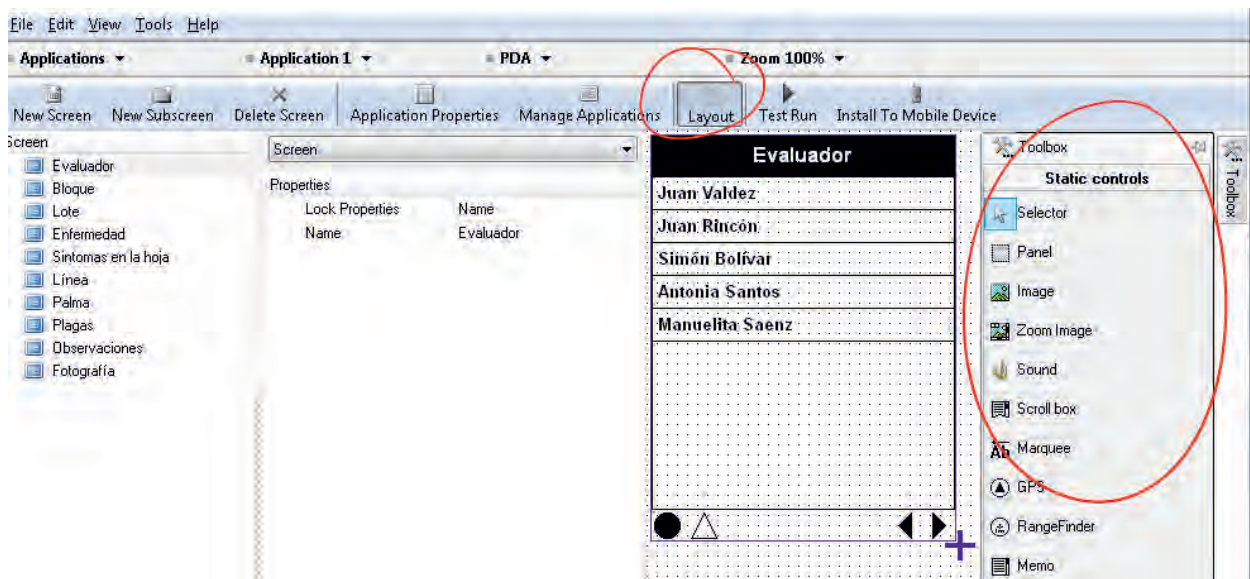 File Edit View Tools Help
Applications Application 1 PDA Zoom 100%
New Screen New Subscreen Delete Screen Application Properties Manage Applications Layout Test Run Install To Mobile Device
Screen
Evaluador
Bloque
Lote
Enfermedad
Sintomas en la hoja
Línea
Palma
Plagas
Observaciones
Fotografía
Screen
Properties
Lock Properties Name
Name Evaluador
Evaluador
Juan Valdez
Juan Rincón
Simón Bolívar
Antonia Santos
Manuelita Saenz
Toolbox
Static controls
Selector
Panel
Image
Zoom Image
Sound
Scroll box
Marquee
GPS
RangeFinder
Memo
Toolbox